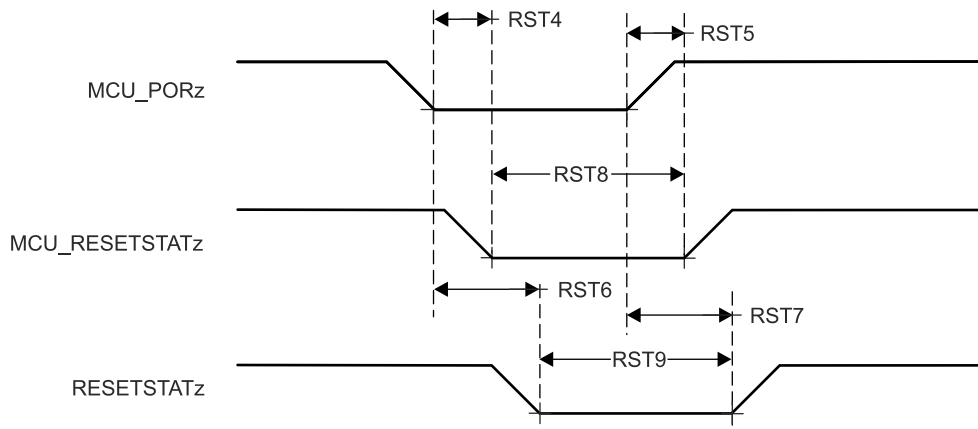 RST4
RST5
MCU_PORz
RST8
MCU_RESETSTATz
RST6
RST7
RST9
RESETSTATz